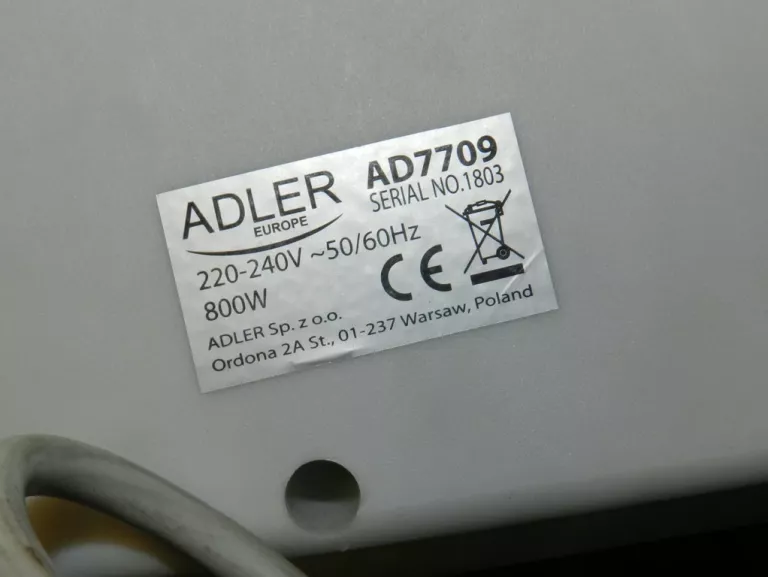 ADLER
EUROPE
AD7709
SERIAL NO.1803
220-240V ~50/60Hz
800W
CE
ADLER Sp. z o.o.
Ordona 2A St., 01-237 Warsaw, Poland